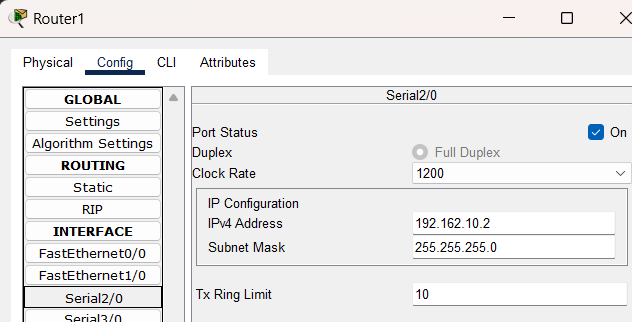 Router1
Physical Config CLI Attributes
GLOBAL
Settings
Algorithm Settings
ROUTING
Static
RIP
INTERFACE
FastEthernet0/0
FastEthernet1/0
Serial2/0
Serial3/0
Serial2/0
Port Status On
Duplex Full Duplex
Clock Rate 1200
IP Configuration
IPv4 Address 192.162.10.2
Subnet Mask 255.255.255.0
Tx Ring Limit 10